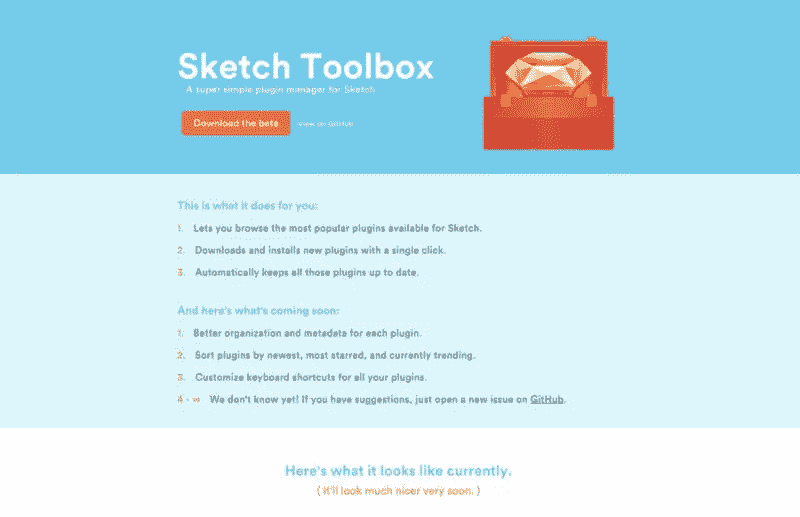 Sketch Toolbox
A super simple plugin manager for Sketch
Download the beta
View on GitHub
This is what it does for you:
1. Lets you browse the most popular plugins available for Sketch.
2. Downloads and installs new plugins with a single click.
3. Automatically keeps all those plugins up to date.
And here's what's coming soon:
1. Better organization and metadata for each plugin.
2. Sort plugins by newest, most starred, and currently trending.
3. Customize keyboard shortcuts for all your plugins.
4 - ∞ We don't know yet! If you have suggestions, just open a new issue on GitHub.
Here's what it looks like currently.
( It'll look much nicer very soon. )